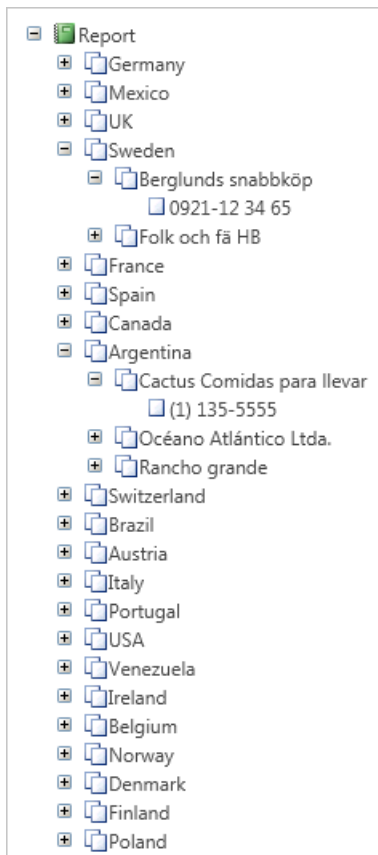 Report
Germany
Mexico
UK
Sweden
Berglunds snabbköp
0921-12 34 65
Folk och fä HB
France
Spain
Canada
Argentina
Cactus Comidas para llevar
(1) 135-5555
Océano Atlántico Ltda.
Rancho grande
Switzerland
Brazil
Austria
Italy
Portugal
USA
Venezuela
Ireland
Belgium
Norway
Denmark
Finland
Poland